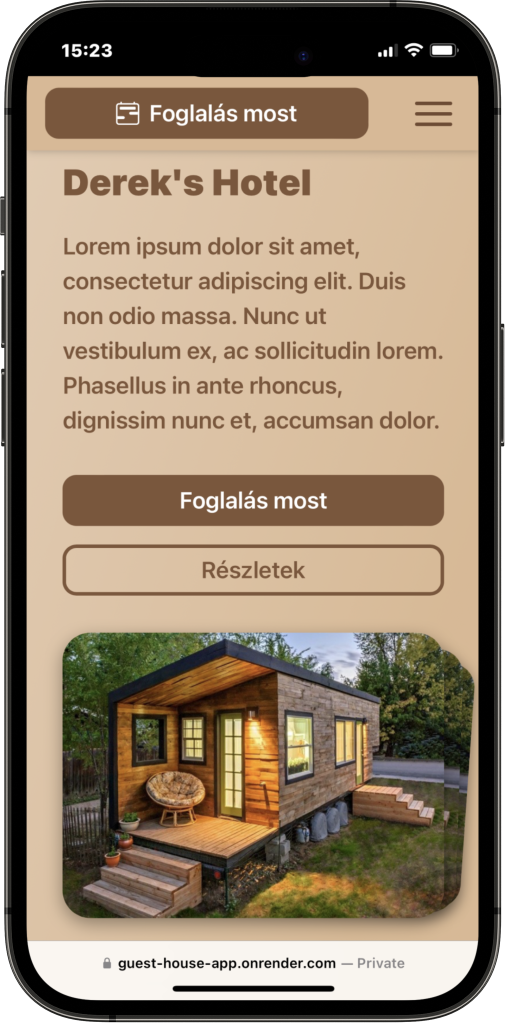 15:23
Foglalás most
Derek's Hotel
Lorem ipsum dolor sit amet,
consectetur adipiscing elit. Duis
non odio massa. Nunc ut
vestibulum ex, ac sollicitudin lorem.
Phasellus in ante rhoncus,
dignissim nunc et, accumsan dolor.
Foglalás most
Részletek
guest-house-app.onrender.com — Private